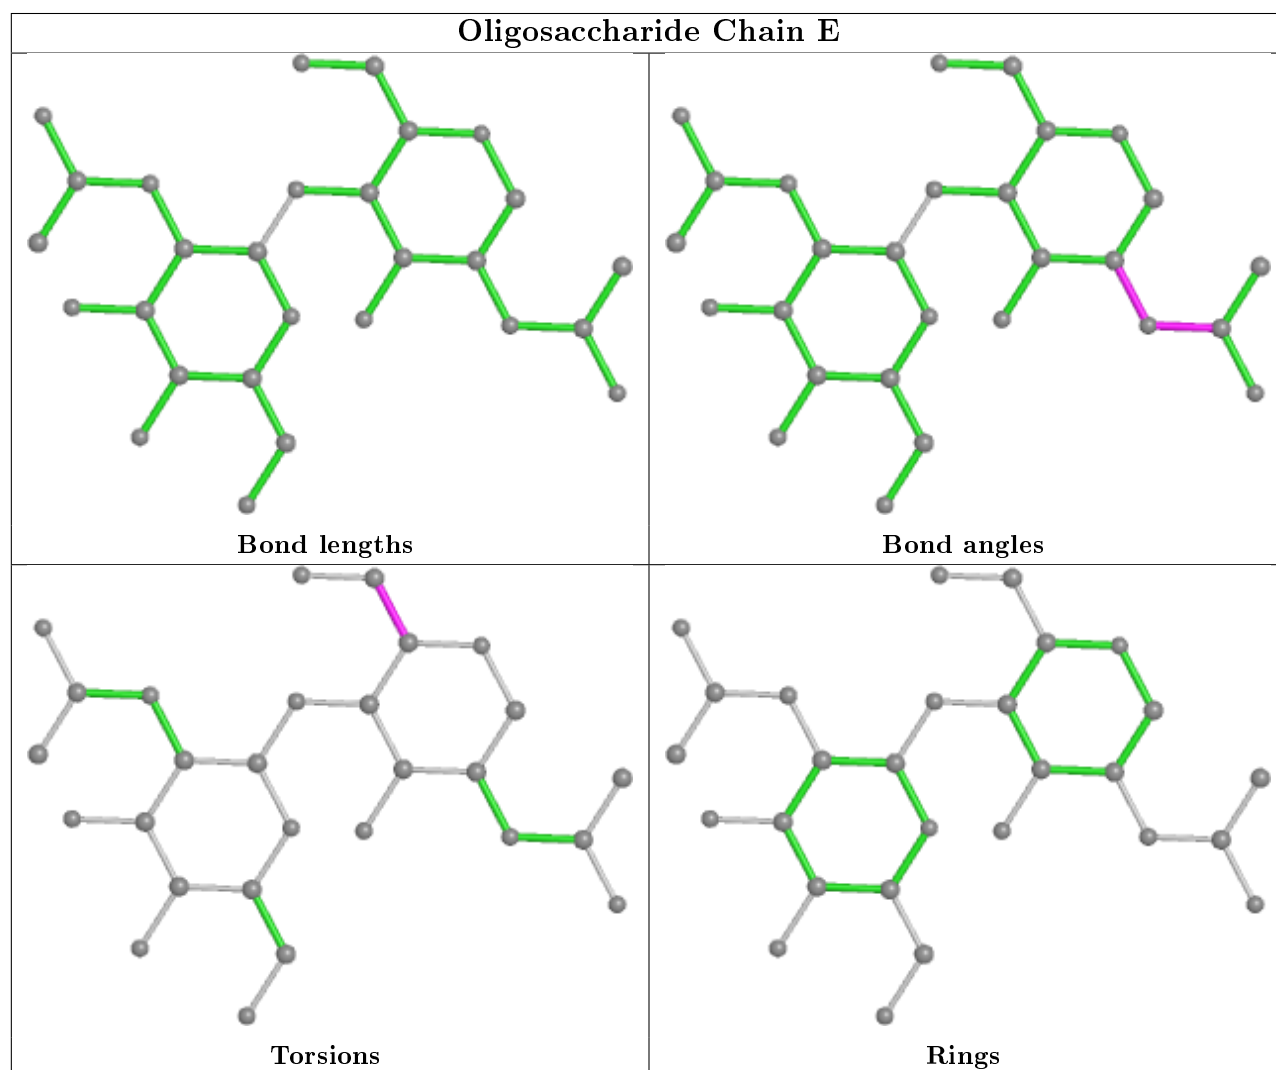 Oligosaccharide Chain E
Bond lengths
Bond angles
Torsions
Rings